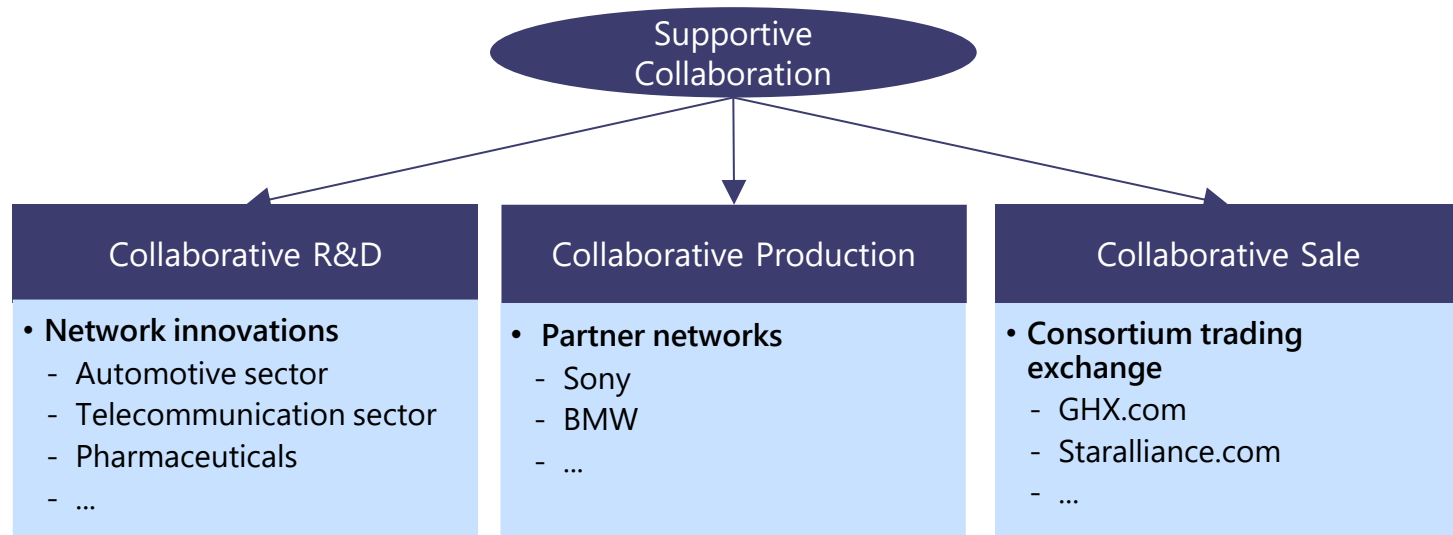 Supportive
Collaboration
Collaborative R&D
• Network innovations
- Automotive sector
- Telecommunication sector
- Pharmaceuticals
- ...
Collaborative Production
• Partner networks
- Sony
- BMW
- ...
Collaborative Sale
• Consortium trading
exchange
- GHX.com
- Staralliance.com
- ...